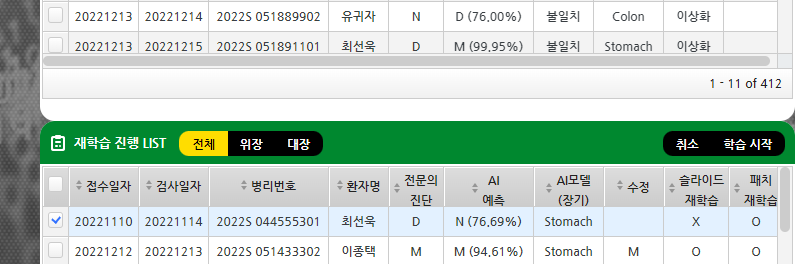 20221213 20221214 2022S 051889902 유귀자 N D (76,00%) 불일치 Colon 이상화
20221213 20221215 2022S 051891101 최선욱 D M (99,95%) 불일치 Stomach 이상화
1 - 11 of 412
재학습 진행 LIST 전체 위장 대장 취소 학습 시작
접수일자 검사일자 병리번호 환자명 전문의 진단 AI 예측 AI모델 (장기) 수정 슬라이드 재학습 패치 재학습
20221110 20221114 2022S 044555301 최선욱 D N (76,69%) Stomach X O
20221212 20221213 2022S 051433302 이종택 M M (94,61%) Stomach M O O